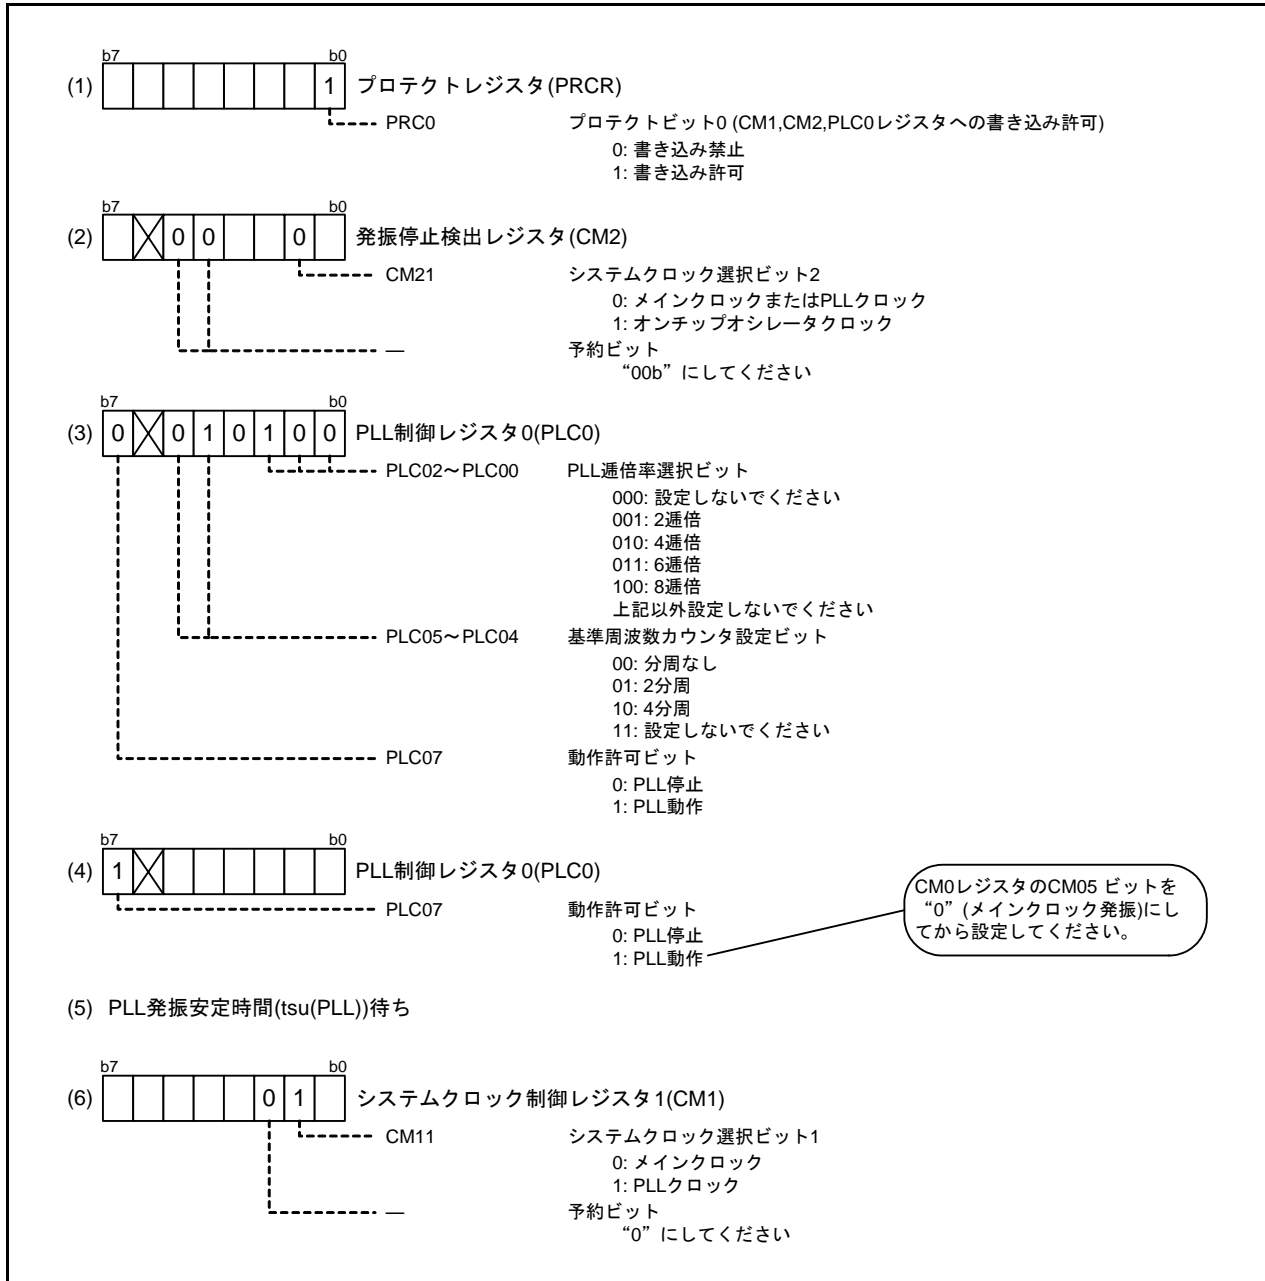 b7 b0
(1) 1 プロテクトレジスタ(PRCR)
PRC0 プロテクトビット0 (CM1,CM2,PLC0レジスタへの書き込み許可)
0: 書き込み禁止
1: 書き込み許可
b7 b0
(2) 0 0 0 発振停止検出レジスタ(CM2)
CM21 システムクロック選択ビット2
0: メインクロックまたはPLLクロック
1: オンチップオシレータクロック
― 予約ビット
“00b”にしてください
b7 b0
(3) 0 0 1 0 1 0 0 PLL制御レジスタ0(PLC0)
PLC02～PLC00 PLL逓倍率選択ビット
000: 設定しないでください
001: 2逓倍
010: 4逓倍
011: 6逓倍
100: 8逓倍
上記以外設定しないでください
PLC05～PLC04 基準周波数カウンタ設定ビット
00: 分周なし
01: 2分周
10: 4分周
11: 設定しないでください
PLC07 動作許可ビット
0: PLL停止
1: PLL動作
b7 b0
(4) 1 PLL制御レジスタ0(PLC0)
PLC07 動作許可ビット
0: PLL停止
1: PLL動作
CM0レジスタのCM05 ビットを
“0”(メインクロック発振)にし
てから設定してください。
(5) PLL発振安定時間(tsu(PLL))待ち
b7 b0
(6) 0 1 システムクロック制御レジスタ1(CM1)
CM11 システムクロック選択ビット1
0: メインクロック
1: PLLクロック
― 予約ビット
“0”にしてください